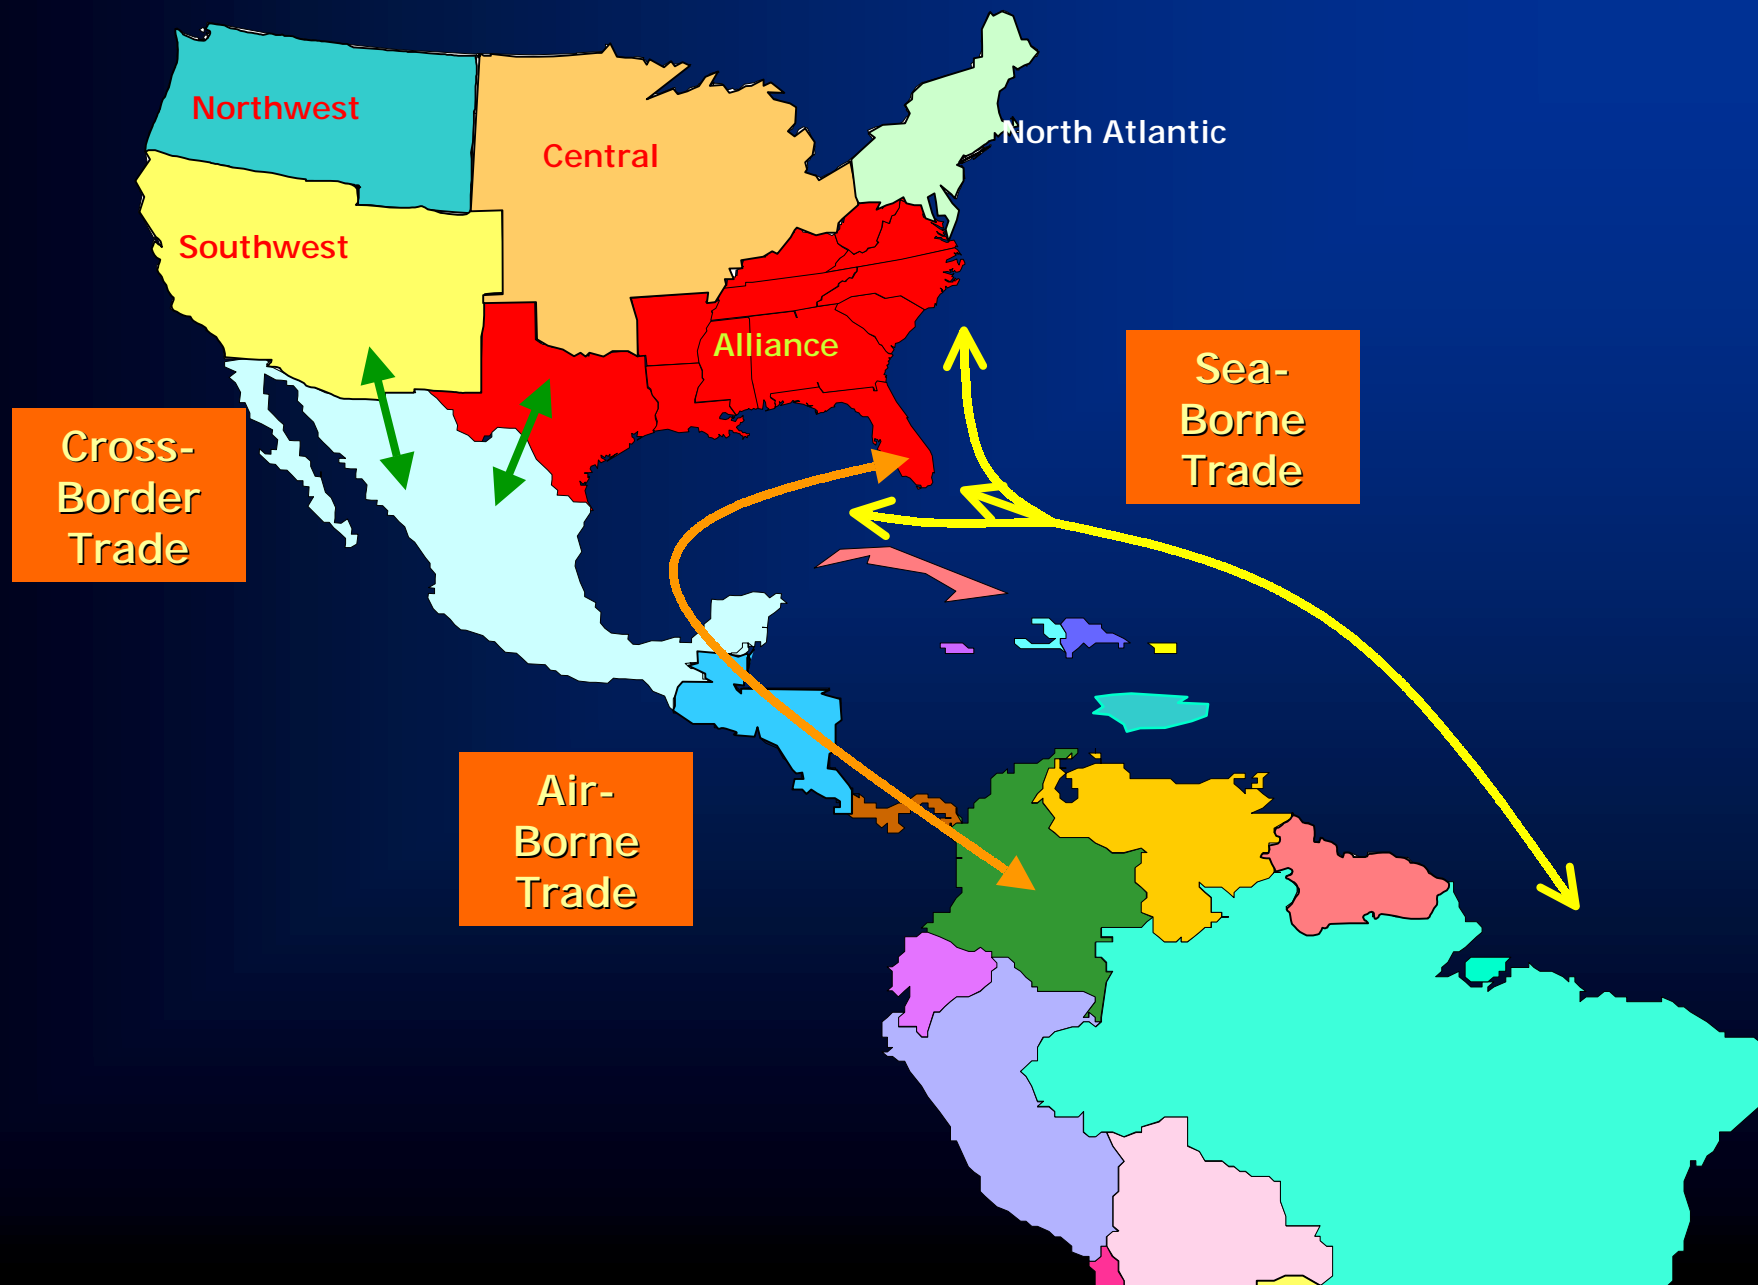 Northwest
North Atlantic
Central
Southwest
Alliance
Sea-
Borne
Trade
Cross-
Border
Trade
Air-
Borne
Trade